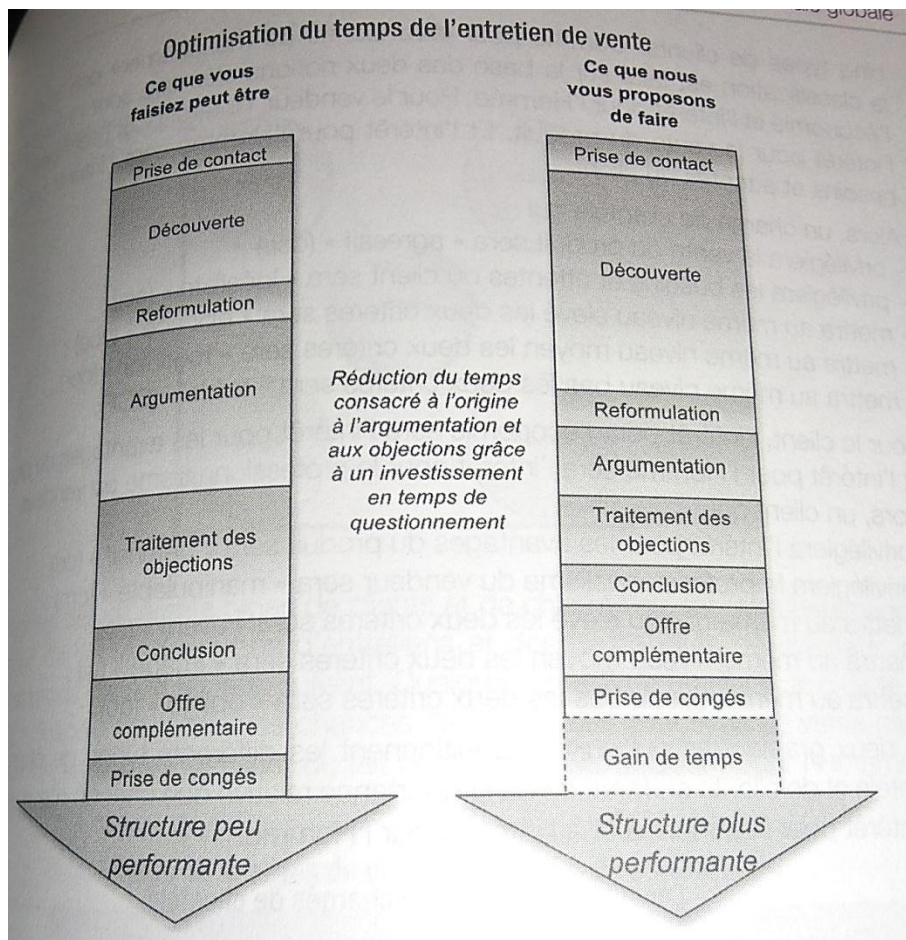 globale
Optimisation du temps de l'entretien de vente
Ce que vous
faisiez peut être
Prise de contact
Découverte
Reformulation
Argumentation
Traitement des
objections
Conclusion
Offre
complémentaire
Prise de congés
Structure peu
performante
Réduction du temps
consacré à l'origine
à l'argumentation et
aux objections grâce
à un investissement
en temps de
questionnement
Ce que nous
vous proposons
de faire
Prise de contact
Découverte
Reformulation
Argumentation
Traitement des
objections
Conclusion
Offre
complémentaire
Prise de congés
Gain de temps
Structure plus
performante